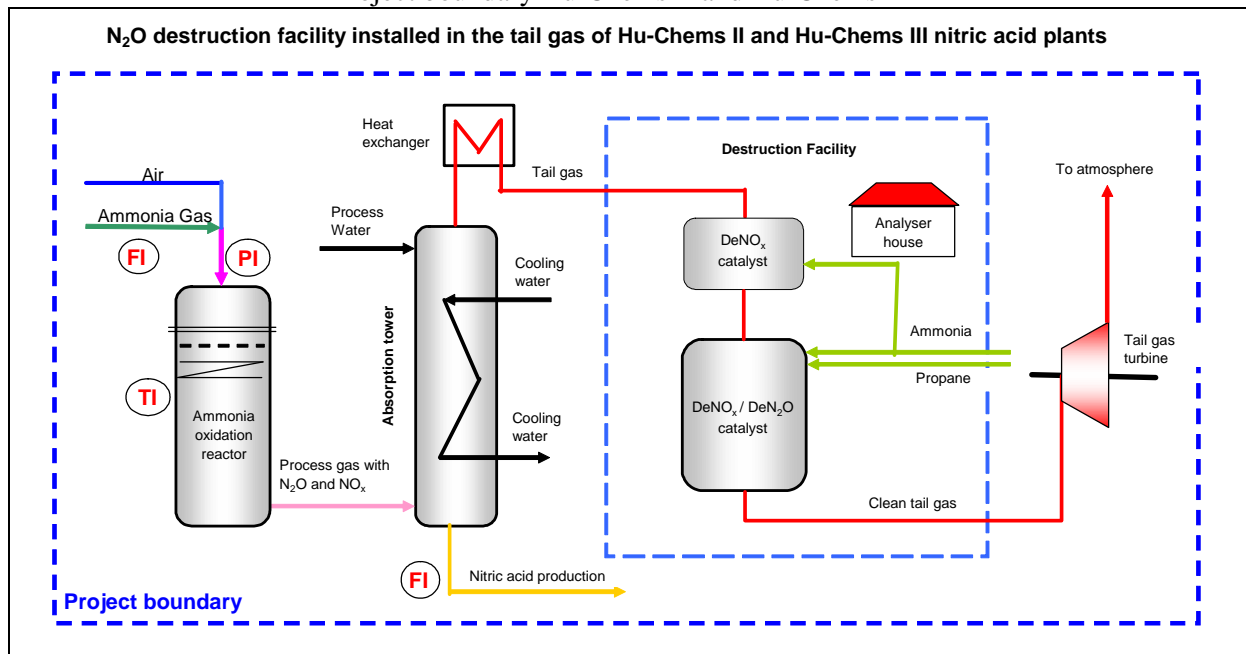 N₂O destruction facility installed in the tail gas of Hu-Chems II and Hu-Chems III nitric acid plants
Heat
exchanger
Destruction Facility
Air
Tail gas
To atmosphere
Ammonia Gas
Process
Water
Analyser
house
FI
PI
DeNOₓ
catalyst
Cooling
water
Absorption tower
Ammonia
Tail gas
turbine
Propane
TI
Ammonia
oxidation
reactor
DeNOₓ / DeN₂O
catalyst
Cooling
water
Process gas with
N₂O and NOₓ
Clean tail gas
FI
Nitric acid production
Project boundary